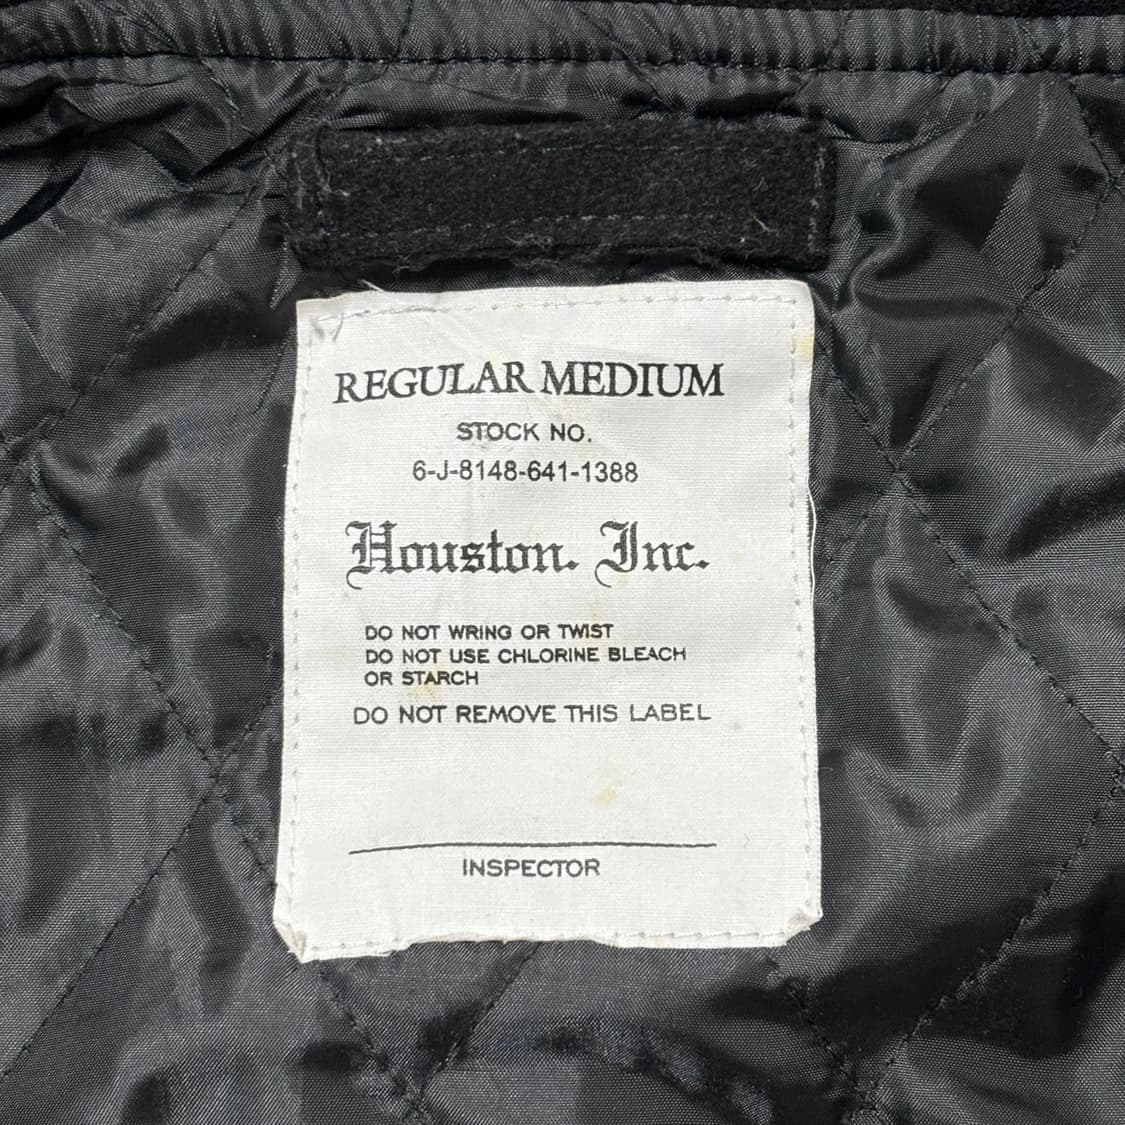 REGULAR MEDIUM
STOCK NO.
6-J-8148-641-1388
Houston. Inc.
DO NOT WRING OR TWIST
DO NOT USE CHLORINE BLEACH
OR STARCH
DO NOT REMOVE THIS LABEL
INSPECTOR